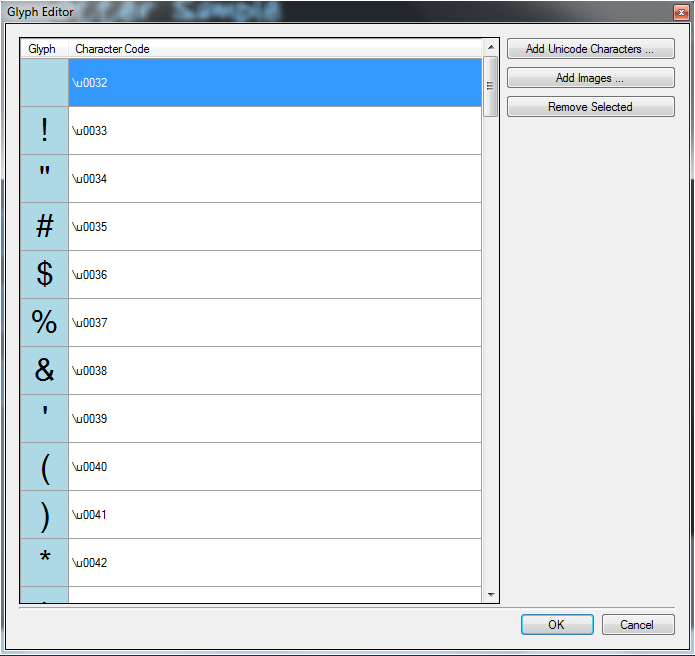 Glyph Editor
Sample
Glyph Character Code
\u0032
! \u0033
" \u0034
# \u0035
$ \u0036
% \u0037
& \u0038
' \u0039
( \u0040
) \u0041
* \u0042
Add Unicode Characters ...
Add Images ...
Remove Selected
OK Cancel